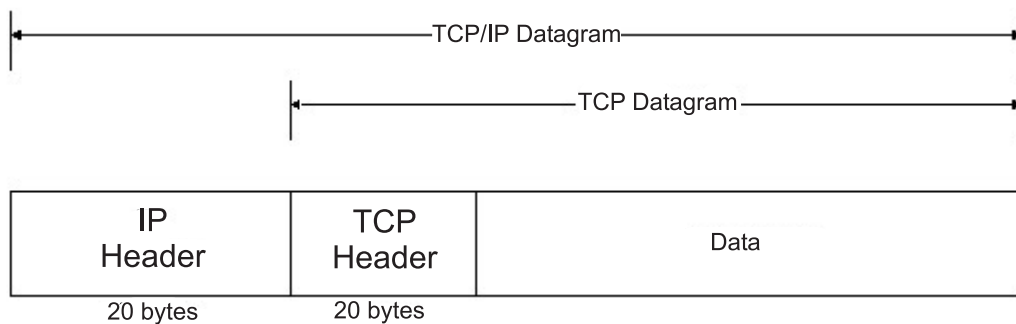 TCP/IP Datagram
TCP Datagram
IP
Header
TCP
Header
Data
20 bytes
20 bytes